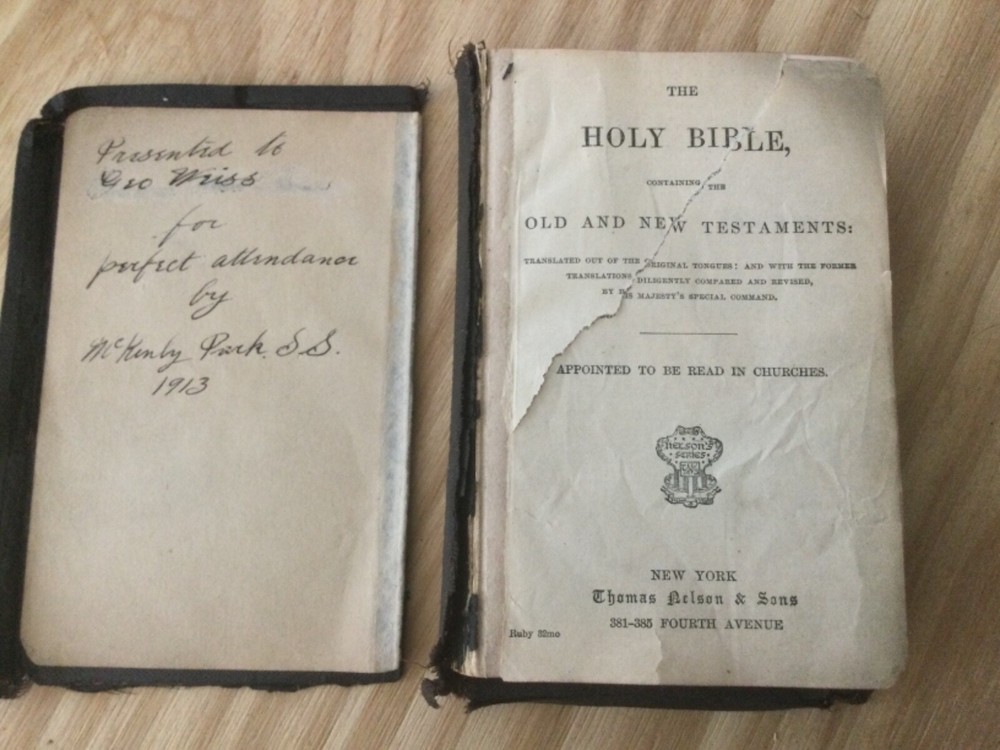 Presented to
Geo Weiss
for
perfect attendance
by
McKinly Park S.S.
1913
THE
HOLY BIBLE,
CONTAINING THE
OLD AND NEW TESTAMENTS:
TRANSLATED OUT OF THE ORIGINAL TONGUES: AND WITH THE FORMER
TRANSLATIONS DILIGENTLY COMPARED AND REVISED,
BY HIS MAJESTY'S SPECIAL COMMAND.
APPOINTED TO BE READ IN CHURCHES.
NELSON'S
SERIES
NEW YORK
Thomas Nelson & Sons
381–385 FOURTH AVENUE
Ruby 32mo